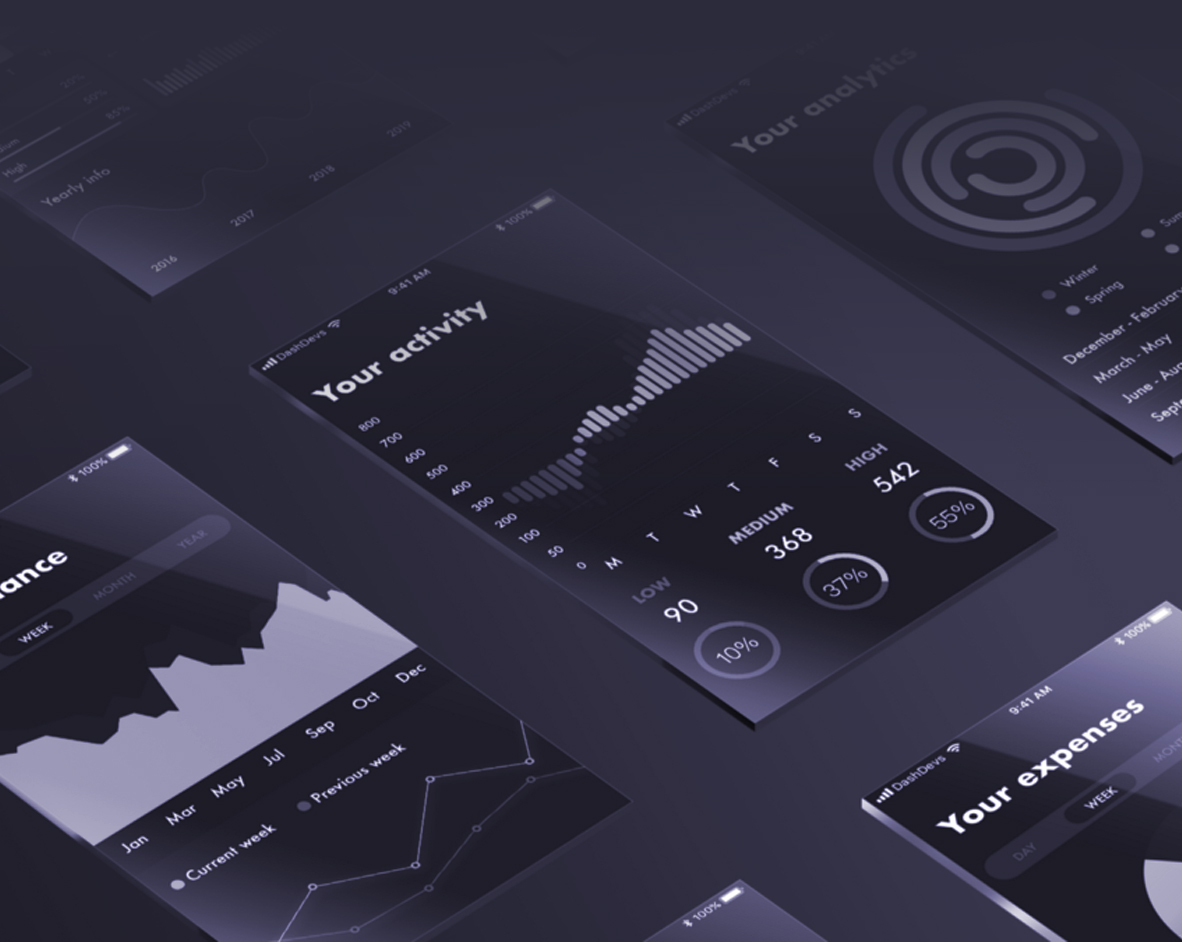 20%
50%
85%
High
Yearly info
2016
2017
2018
2019
DashDevs
Your analytics
Winter
Spring
December - February
March - May
June - Aug
Sept
DashDevs
9:41 AM
100%
Your activity
800
700
600
500
400
300
200
100
50
0
M T W T F S S
LOW
90
10%
MEDIUM
368
37%
HIGH
542
55%
100%
ance
WEEK
MONTH
YEAR
Jan Mar May Jul Sep Oct Dec
Current week
Previous week
DashDevs
9:41 AM
100%
Your expenses
DAY
WEEK
MONT
100%